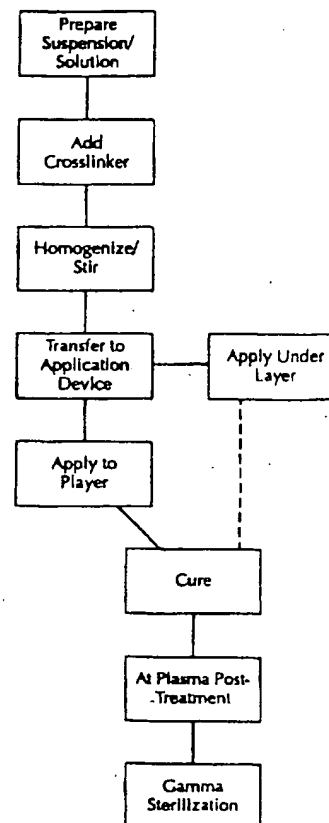 Prepare
Suspension/
Solution
Add
Crosslinker
Homogenize/
Stir
Transfer to
Application
Device
Apply Under
Layer
Apply to
Player
Cure
At Plasma Post-
Treatment
Gamma
Sterilization